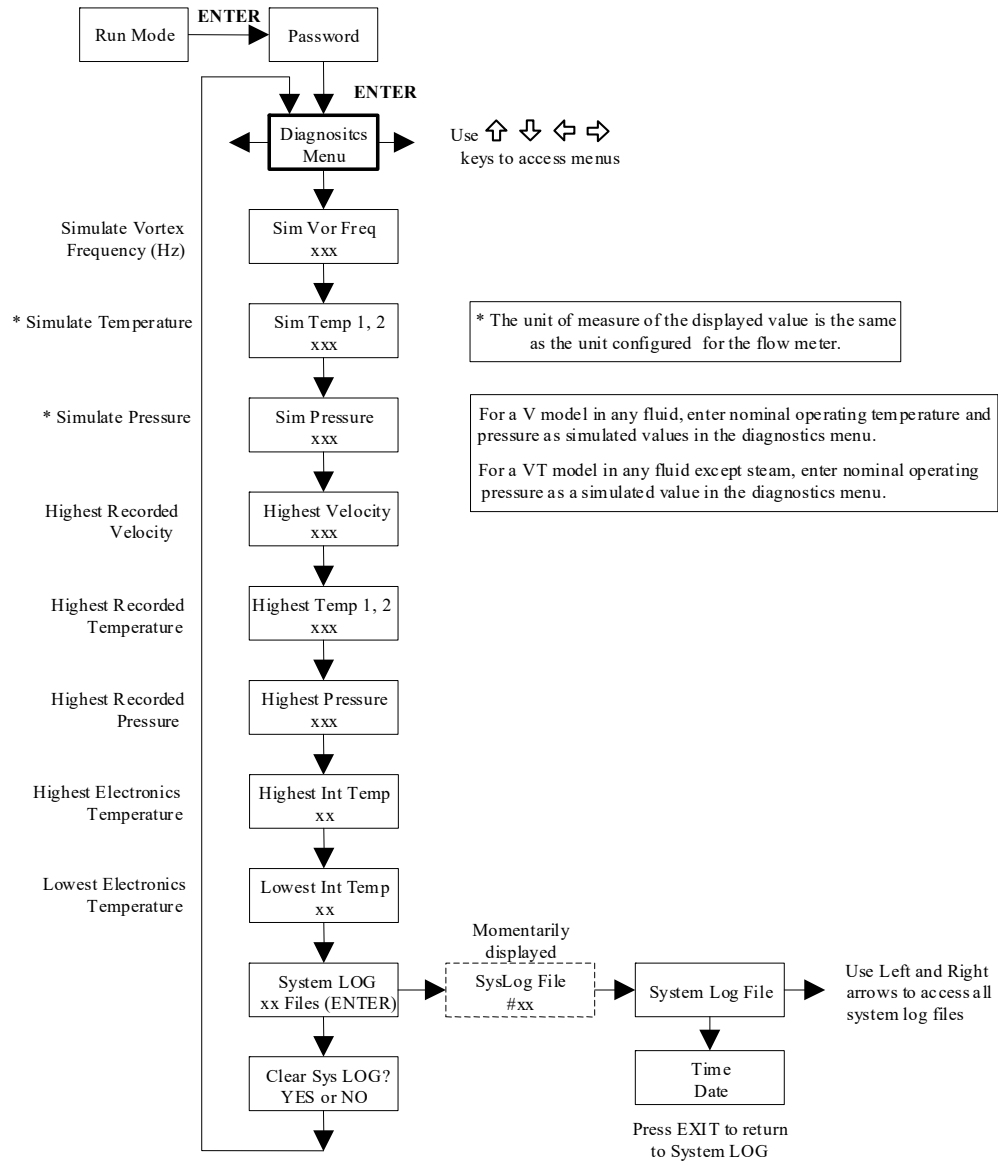 ENTER
Run Mode
Password
ENTER
Diagnositcs
Menu
Use
keys to access menus
Simulate Vortex
Frequency (Hz)
Sim Vor Freq
xxx
* Simulate Temperature
Sim Temp 1, 2
xxx
* The unit of measure of the displayed value is the same
as the unit configured for the flow meter.
* Simulate Pressure
Sim Pressure
xxx
For a V model in any fluid, enter nominal operating temperature and
pressure as simulated values in the diagnostics menu.
For a VT model in any fluid except steam, enter nominal operating
pressure as a simulated value in the diagnostics menu.
Highest Recorded
Velocity
Highest Velocity
xxx
Highest Recorded
Temperature
Highest Temp 1, 2
xxx
Highest Recorded
Pressure
Highest Pressure
xxx
Highest Electronics
Temperature
Highest Int Temp
xx
Lowest Electronics
Temperature
Lowest Int Temp
xx
System LOG
xx Files (ENTER)
Momentarily
displayed
SysLog File
#xx
System Log File
Use Left and Right
arrows to access all
system log files
Clear Sys LOG?
YES or NO
Time
Date
Press EXIT to return
to System LOG